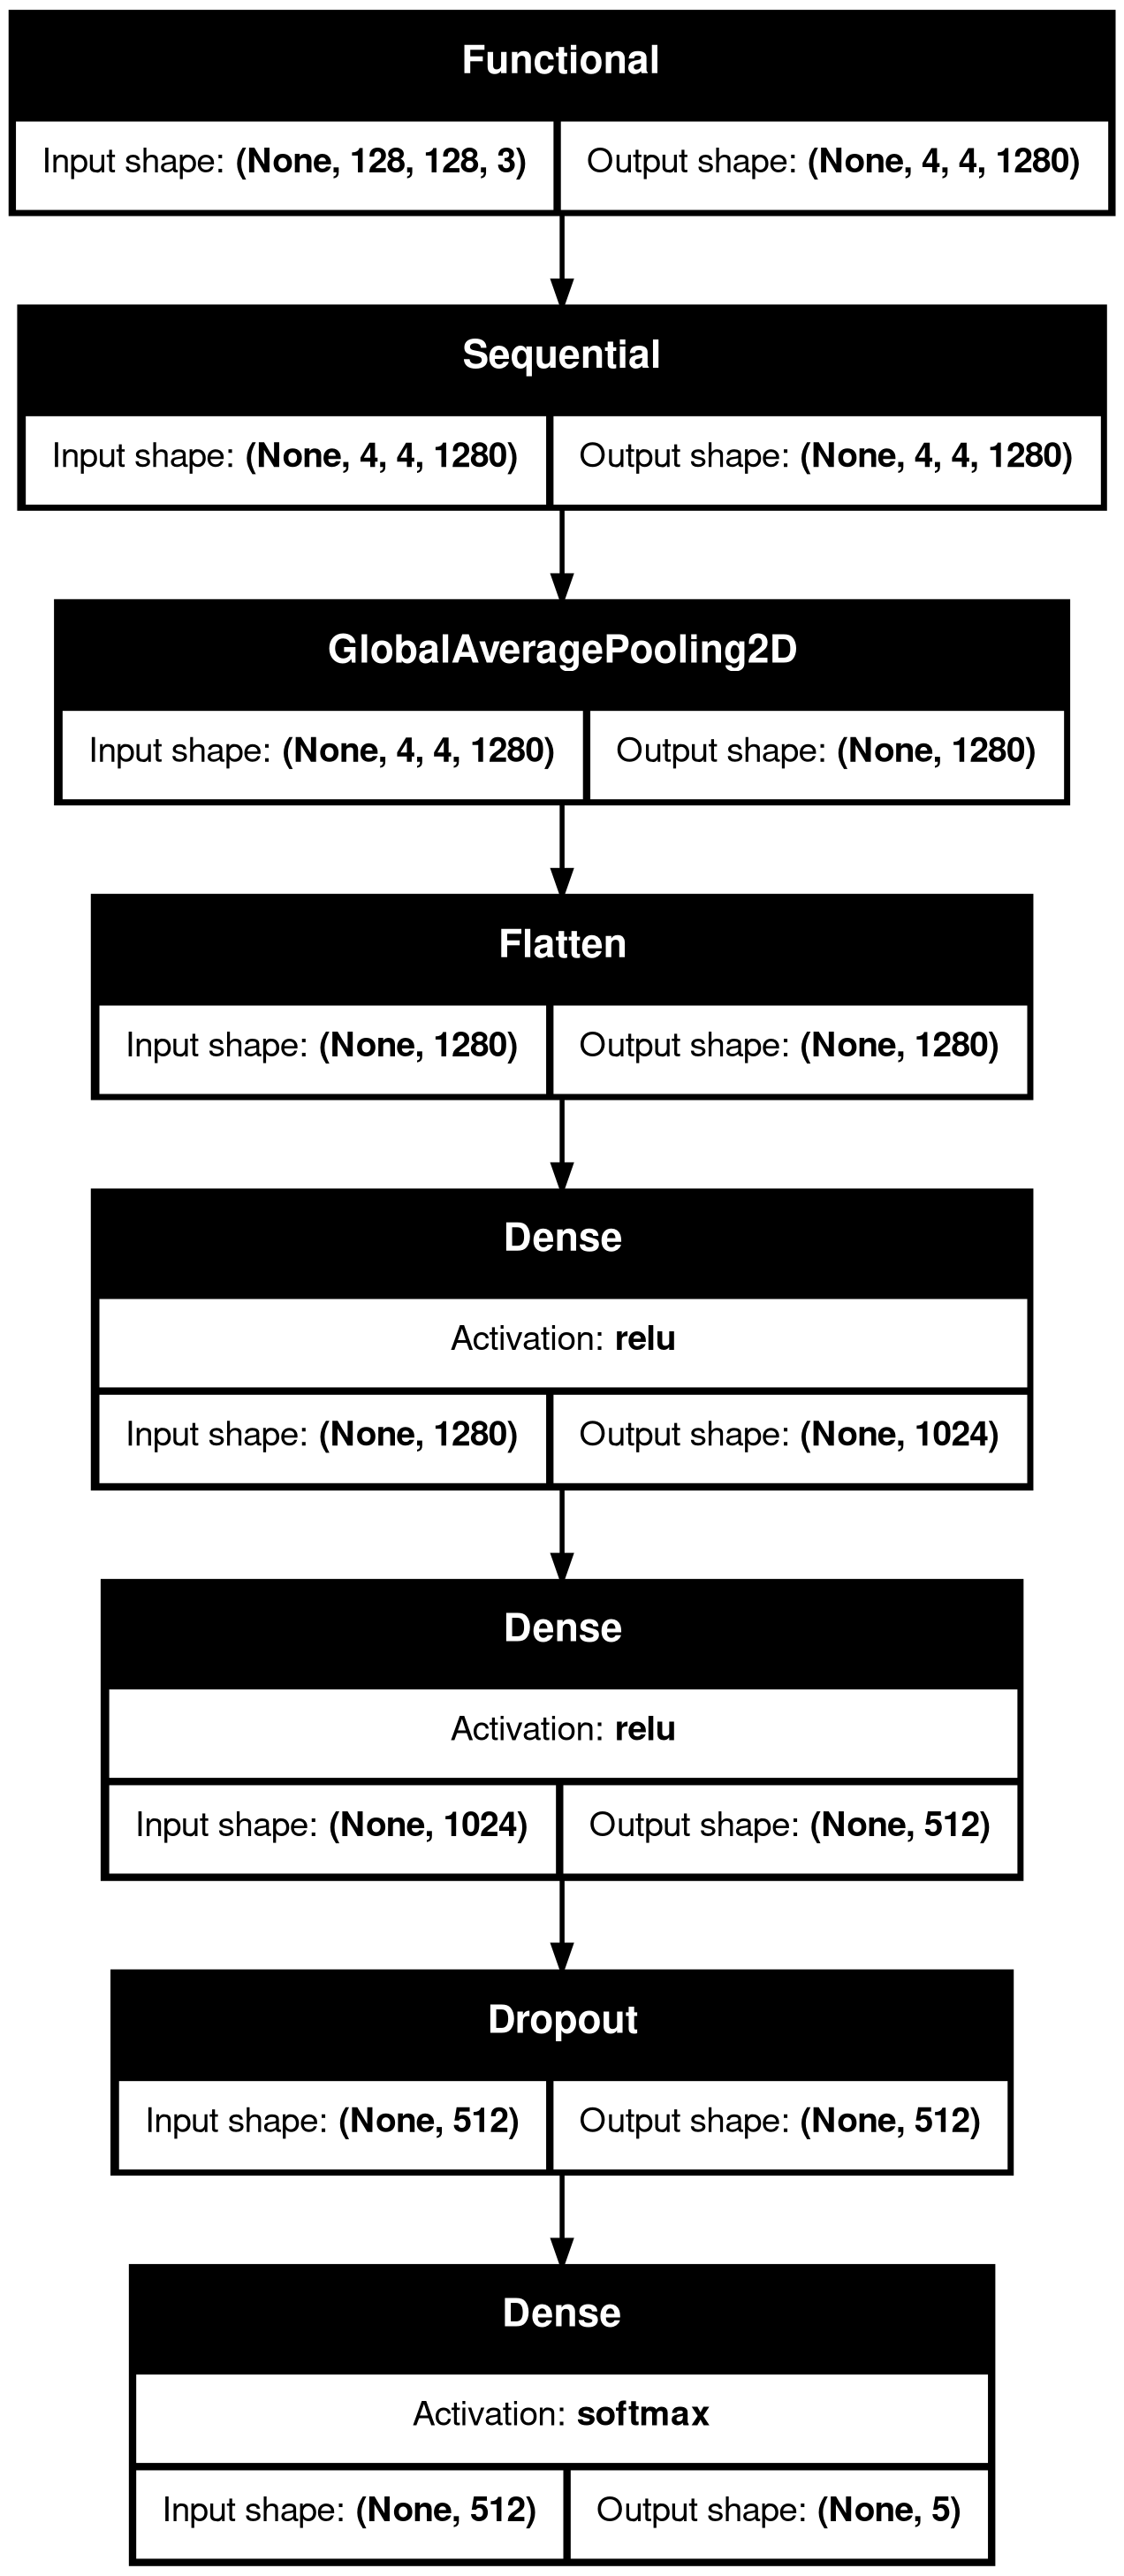 Functional
Input shape: (None, 128, 128, 3) Output shape: (None, 4, 4, 1280)
Sequential
Input shape: (None, 4, 4, 1280) Output shape: (None, 4, 4, 1280)
GlobalAveragePooling2D
Input shape: (None, 4, 4, 1280) Output shape: (None, 1280)
Flatten
Input shape: (None, 1280) Output shape: (None, 1280)
Dense
Activation: relu
Input shape: (None, 1280) Output shape: (None, 1024)
Dense
Activation: relu
Input shape: (None, 1024) Output shape: (None, 512)
Dropout
Input shape: (None, 512) Output shape: (None, 512)
Dense
Activation: softmax
Input shape: (None, 512) Output shape: (None, 5)